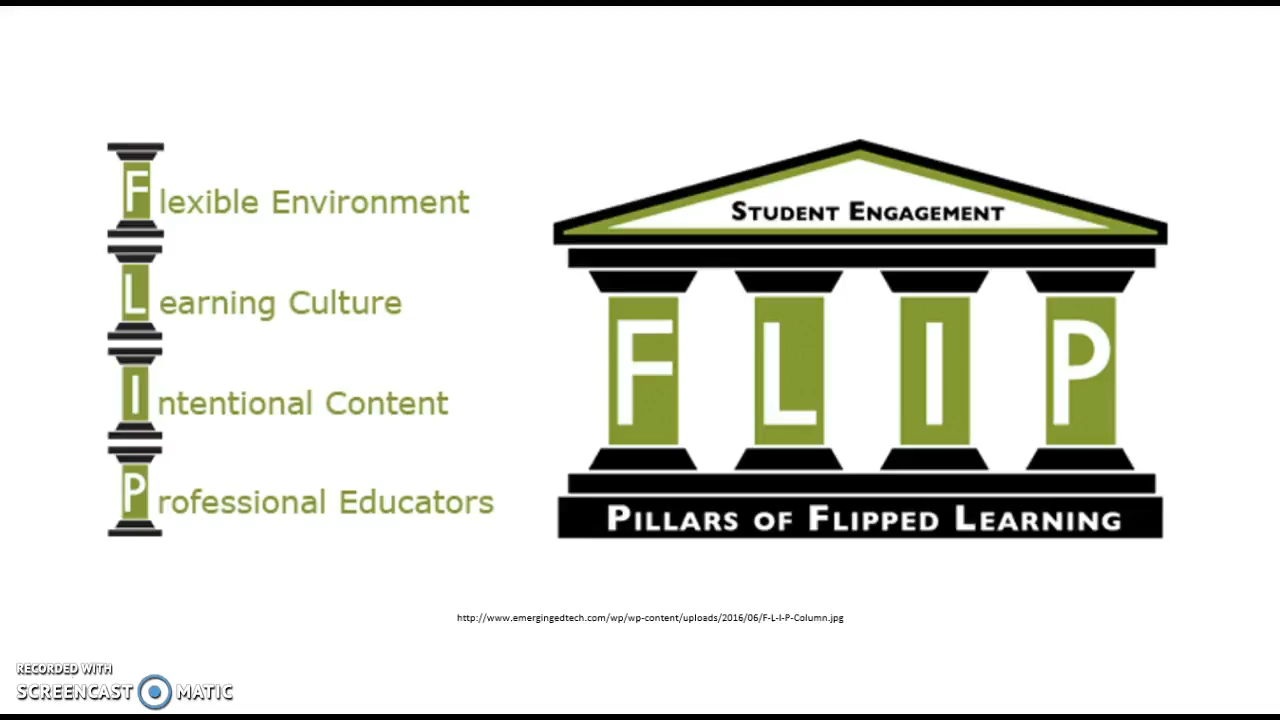 Flexible Environment
Learning Culture
Intentional Content
Professional Educators
STUDENT ENGAGEMENT
F L I P
PILLARS OF FLIPPED LEARNING
http://www.emergingedtech.com/wp/wp-content/uploads/2016/06/F-L-I-P-Column.jpg
RECORDED WITH
SCREENCAST MATIC